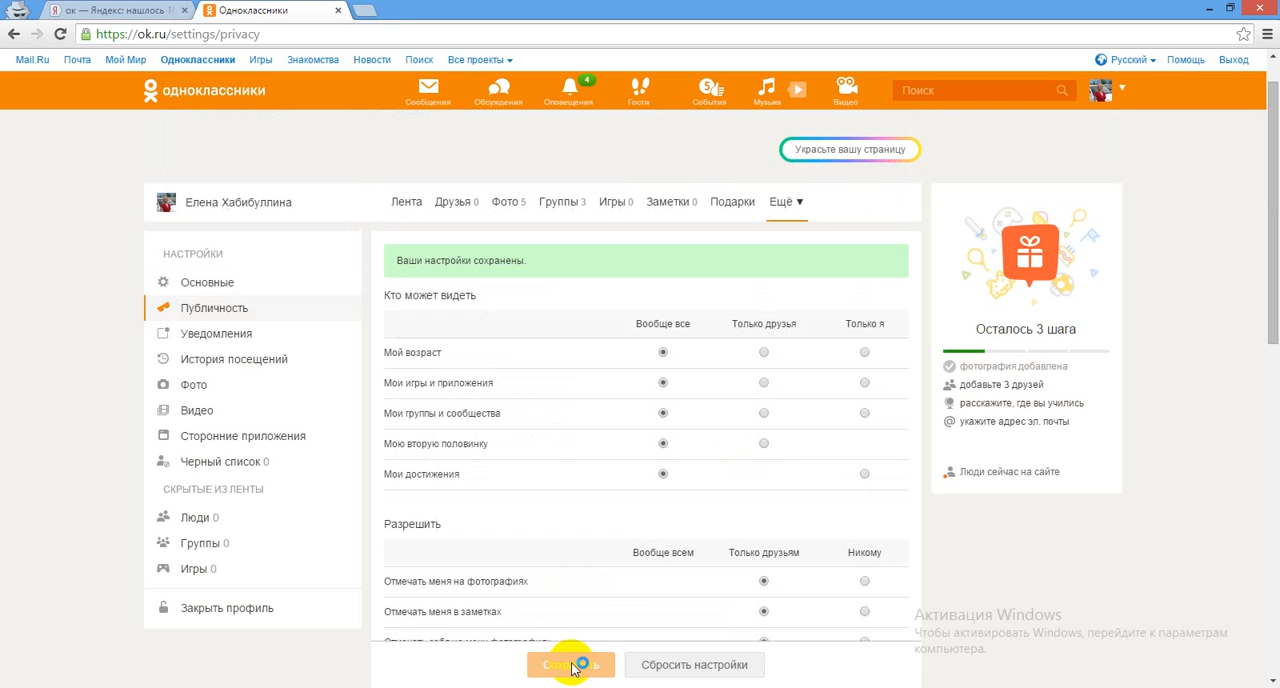 ок — Яндекс: нашлось 10
Одноклассники
https://ok.ru/settings/privacy
Mail.Ru Почта Мой Мир Одноклассники Игры Знакомства Новости Поиск Все проекты Русский Помощь Выход
одноклассники
4
5
Сообщения Обсуждения Оповещения Гости События Музыка Видео
Поиск
Украсьте вашу страницу
Елена Хабибуллина
Лента Друзья 0 Фото 5 Группы 3 Игры 0 Заметки 0 Подарки Ещё ▼
НАСТРОЙКИ
Основные
Публичность
Уведомления
История посещений
Фото
Видео
Сторонние приложения
Черный список 0
СКРЫТЫЕ ИЗ ЛЕНТЫ
Люди 0
Группы 0
Игры 0
Закрыть профиль
Ваши настройки сохранены.
Кто может видеть
Вообще все Только друзья Только я
Мой возраст
Мои игры и приложения
Мои группы и сообщества
Мою вторую половинку
Мои достижения
Разрешить
Вообще всем Только друзьям Никому
Отмечать меня на фотографиях
Отмечать меня в заметках
Сбросить настройки
Осталось 3 шага
фотография добавлена
добавьте 3 друзей
расскажите, где вы учились
укажите адрес эл. почты
Люди сейчас на сайте
Активация Windows
Чтобы активировать Windows, перейдите к параметрам
компьютера.